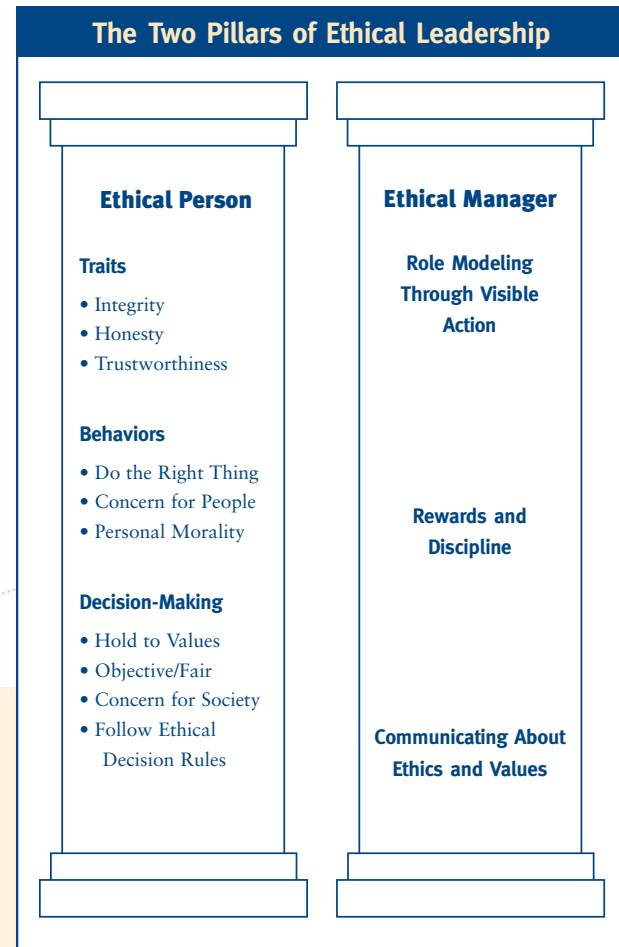 The Two Pillars of Ethical Leadership
Ethical Person
Traits
• Integrity
• Honesty
• Trustworthiness
Behaviors
• Do the Right Thing
• Concern for People
• Personal Morality
Decision-Making
• Hold to Values
• Objective/Fair
• Concern for Society
• Follow Ethical
Decision Rules
Ethical Manager
Role Modeling
Through Visible
Action
Rewards and
Discipline
Communicating About
Ethics and Values